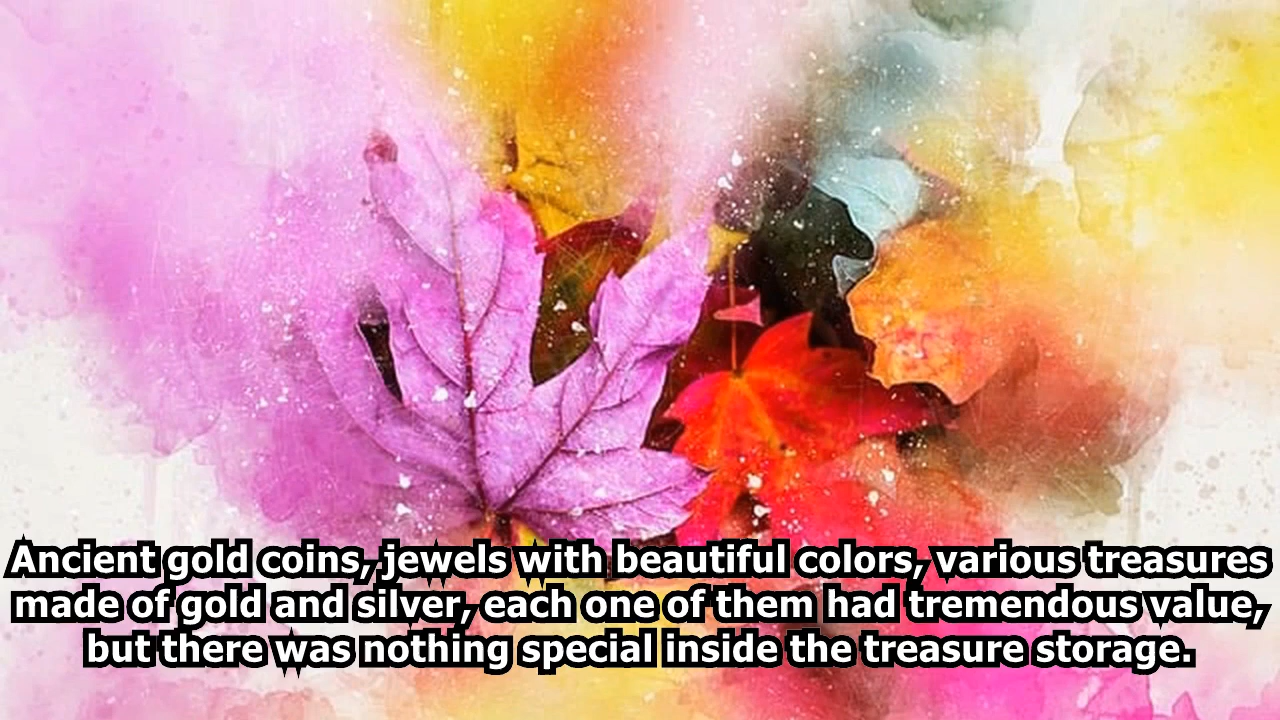 Ancient gold coins, jewels with beautiful colors, various treasures
made of gold and silver, each one of them had tremendous value,
but there was nothing special inside the treasure storage.